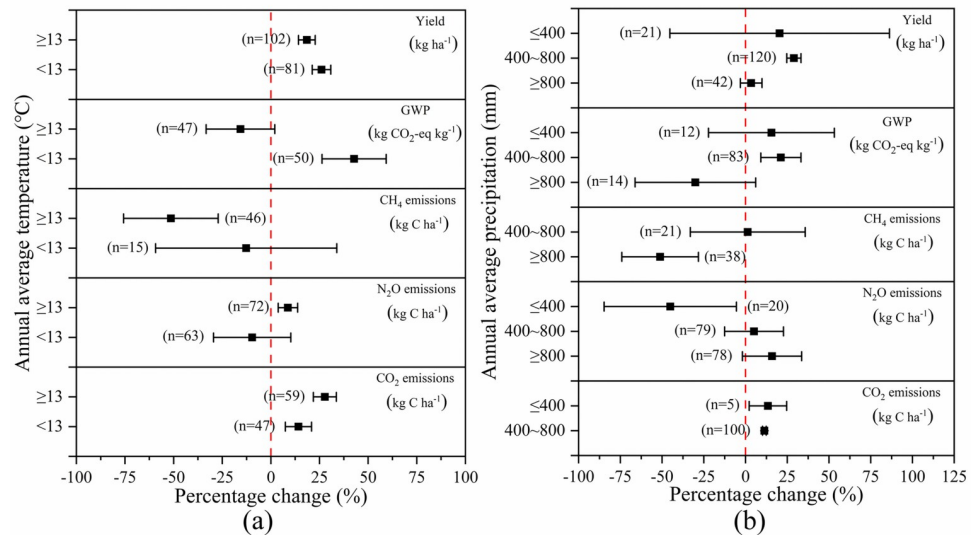 Annual average temperature (°C)
Yield
(kg ha⁻¹)
≥13 (n=102)
<13 (n=81)
GWP
(kg CO₂-eq kg⁻¹)
≥13 (n=47)
<13 (n=50)
CH₄ emissions
(kg C ha⁻¹)
≥13 (n=46)
<13 (n=15)
N₂O emissions
(kg C ha⁻¹)
≥13 (n=72)
<13 (n=63)
CO₂ emissions
(kg C ha⁻¹)
≥13 (n=59)
<13 (n=47)
-100 -75 -50 -25 0 25 50 75 100
Percentage change (%)
(a)
Annual average precipitation (mm)
Yield
(kg ha⁻¹)
≤400 (n=21)
400~800 (n=120)
≥800 (n=42)
GWP
(kg CO₂-eq kg⁻¹)
≤400 (n=12)
400~800 (n=83)
≥800 (n=14)
CH₄ emissions
(kg C ha⁻¹)
400~800 (n=21)
≥800 (n=38)
N₂O emissions
(kg C ha⁻¹)
≤400 (n=20)
400~800 (n=79)
≥800 (n=78)
CO₂ emissions
(kg C ha⁻¹)
≤400 (n=5)
400~800 (n=100)
-100 -75 -50 -25 0 25 50 75 100 125
Percentage change (%)
(b)